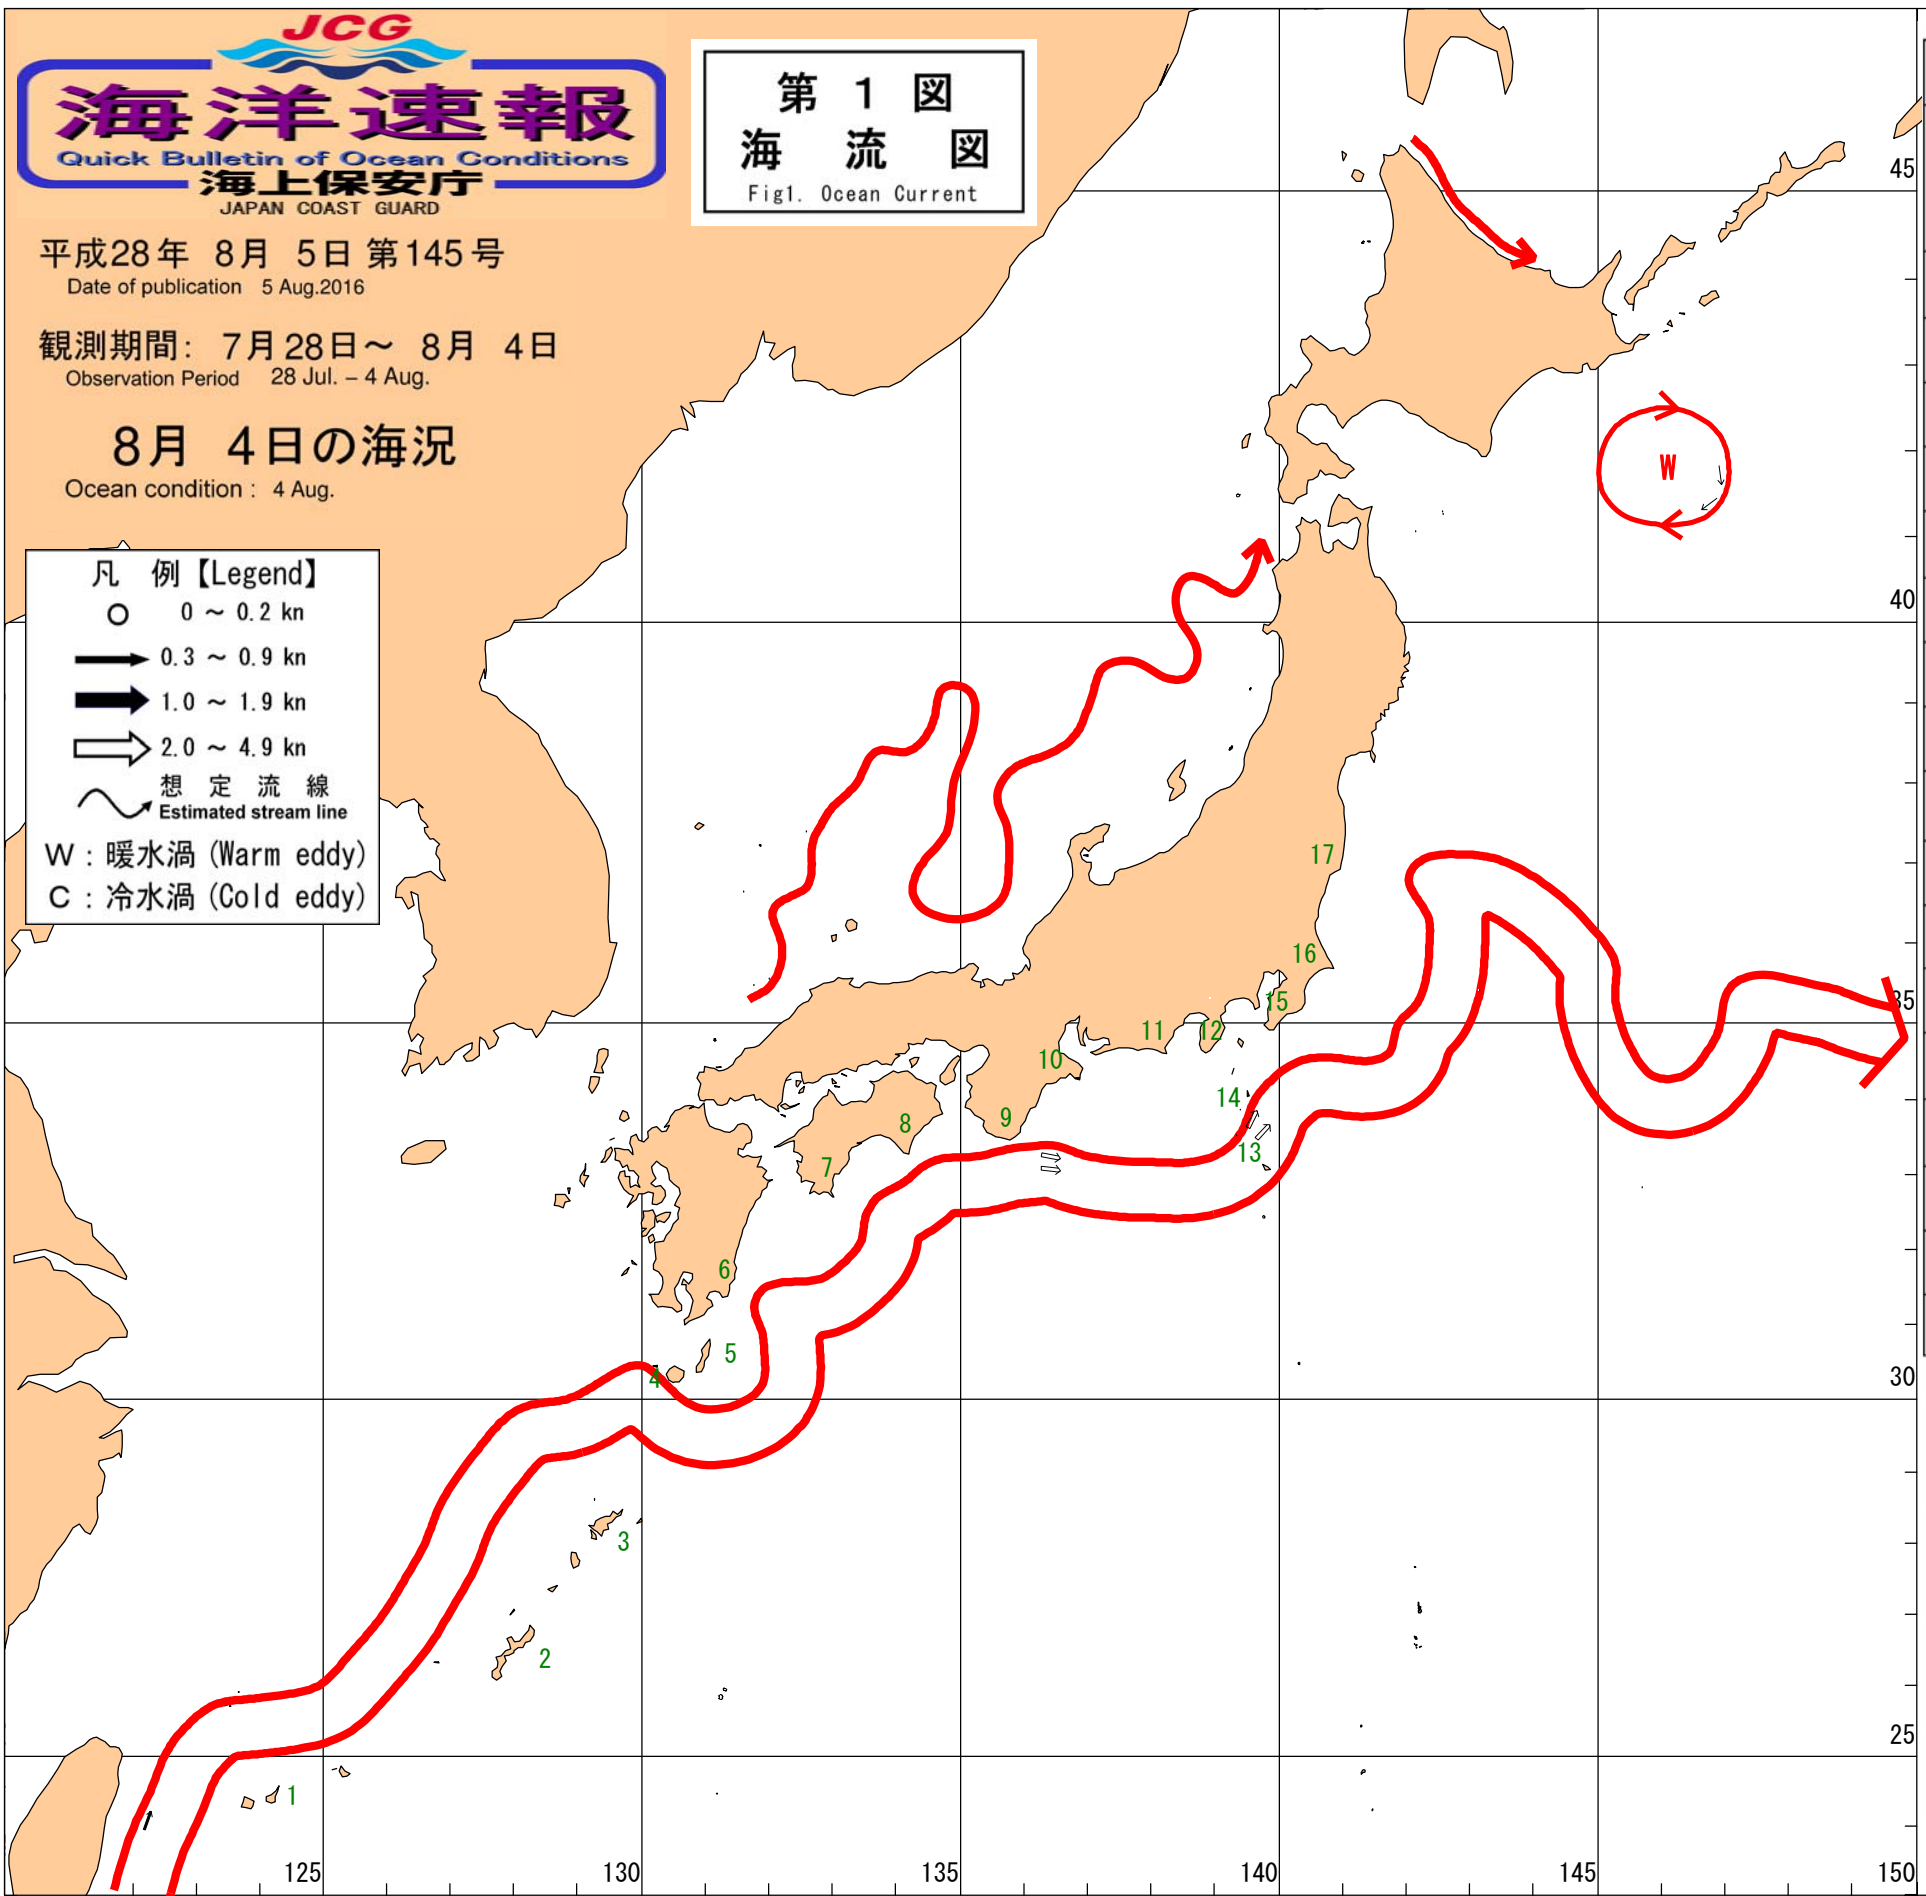 JCG
海洋速報
Quick Bulletin of Ocean Conditions
海上保安庁
JAPAN COAST GUARD
平成28年 8月 5日 第145号
Date of publication 5 Aug.2016
観測期間: 7月28日～ 8月 4日
Observation Period 28 Jul. – 4 Aug.
8月 4日の海況
Ocean condition : 4 Aug.
第 1 図
海 流 図
Fig1. Ocean Current
凡 例【Legend】
0 ～ 0.2 kn
0.3 ～ 0.9 kn
1.0 ～ 1.9 kn
2.0 ～ 4.9 kn
想 定 流 線
Estimated stream line
W : 暖水渦 (Warm eddy)
C : 冷水渦 (Cold eddy)
45
W
40
17
16
35
15
12
11
10
14
9
8
13
7
6
5
4
30
3
2
25
1
125
130
135
140
145
150